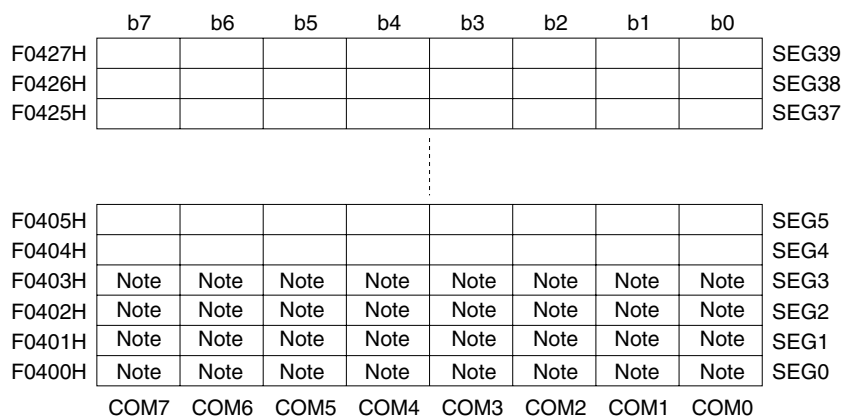 b7 b6 b5 b4 b3 b2 b1 b0
F0427H SEG39
F0426H SEG38
F0425H SEG37
F0405H SEG5
F0404H SEG4
F0403H Note Note Note Note Note Note Note Note SEG3
F0402H Note Note Note Note Note Note Note Note SEG2
F0401H Note Note Note Note Note Note Note Note SEG1
F0400H Note Note Note Note Note Note Note Note SEG0
COM7 COM6 COM5 COM4 COM3 COM2 COM1 COM0